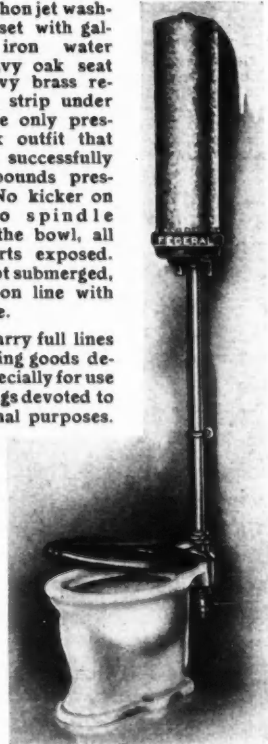 hon jet wash-
set with gal-
iron water
vy oak seat
vy brass re-
strip under
e only pres-
outfit that
successfully
ounds pres-
No kicker on
o spindle
the bowl, all
rts exposed.
ot submerged,
on line with
e.
arry full lines
ing goods de-
ecially for use
gs devoted to
nal purposes.
FEDERAL